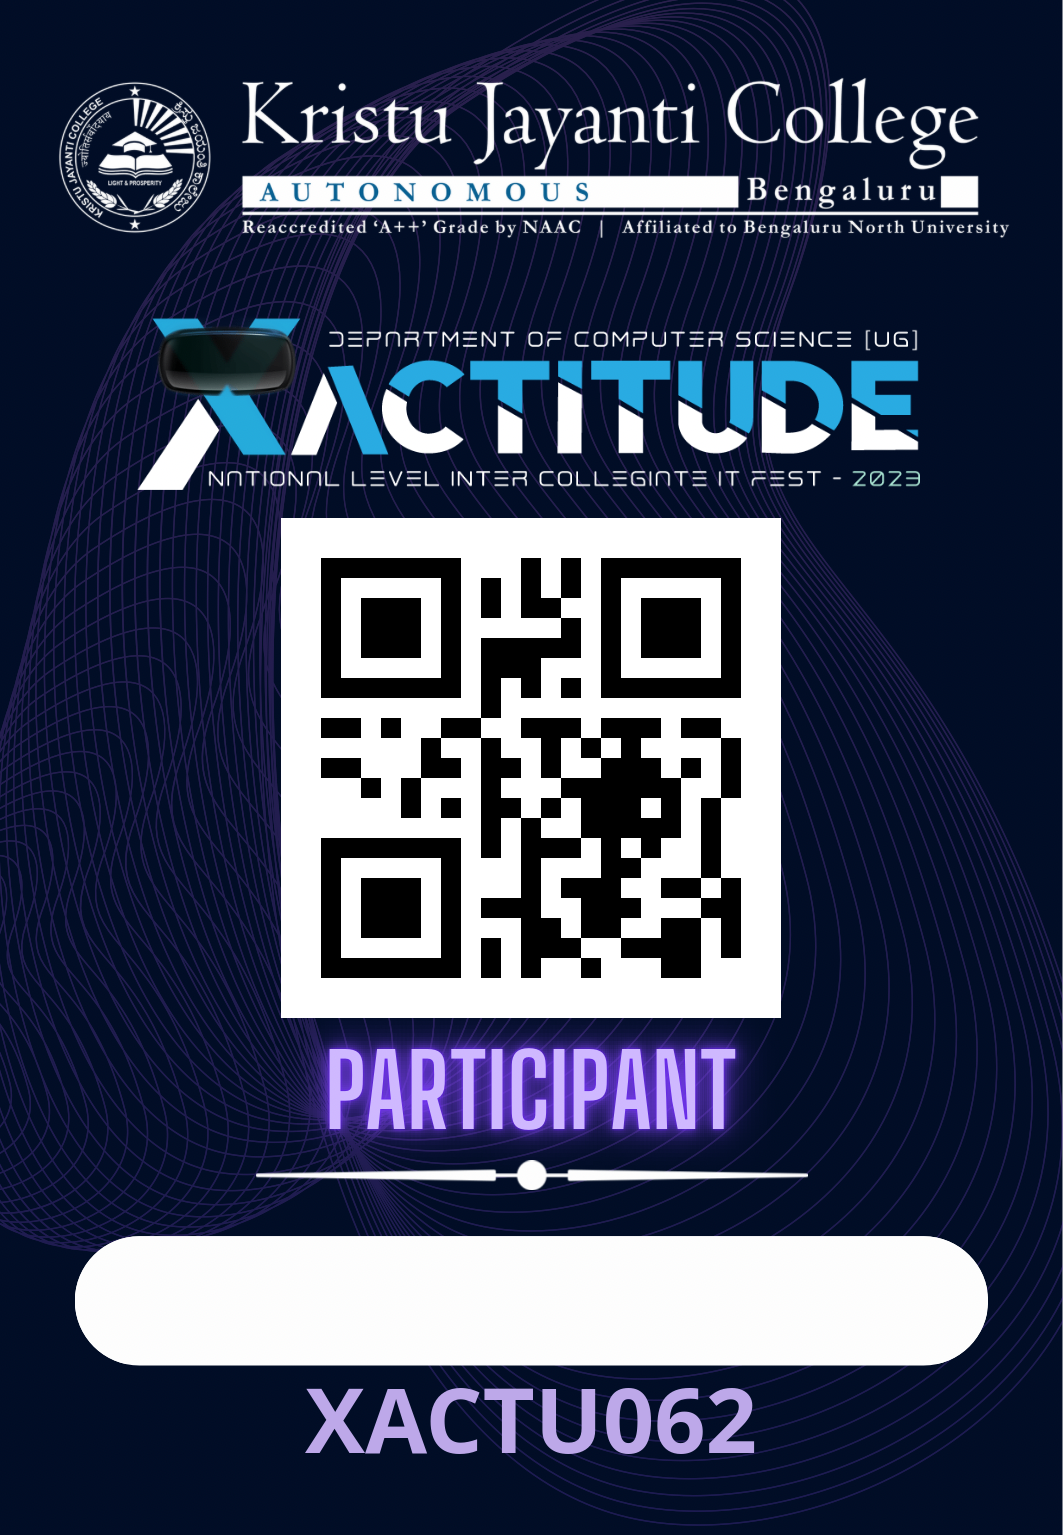 Kristu Jayanti College
AUTONOMOUS Bengaluru
Reaccredited ‘A++’ Grade by NAAC | Affiliated to Bengaluru North University
KRISTU JAYANTI COLLEGE
LIGHT & PROSPERITY
DEPARTMENT OF COMPUTER SCIENCE [UG]
XACTITUDE
NATIONAL LEVEL INTER COLLEGIATE IT FEST - 2023
PARTICIPANT
XACTU062